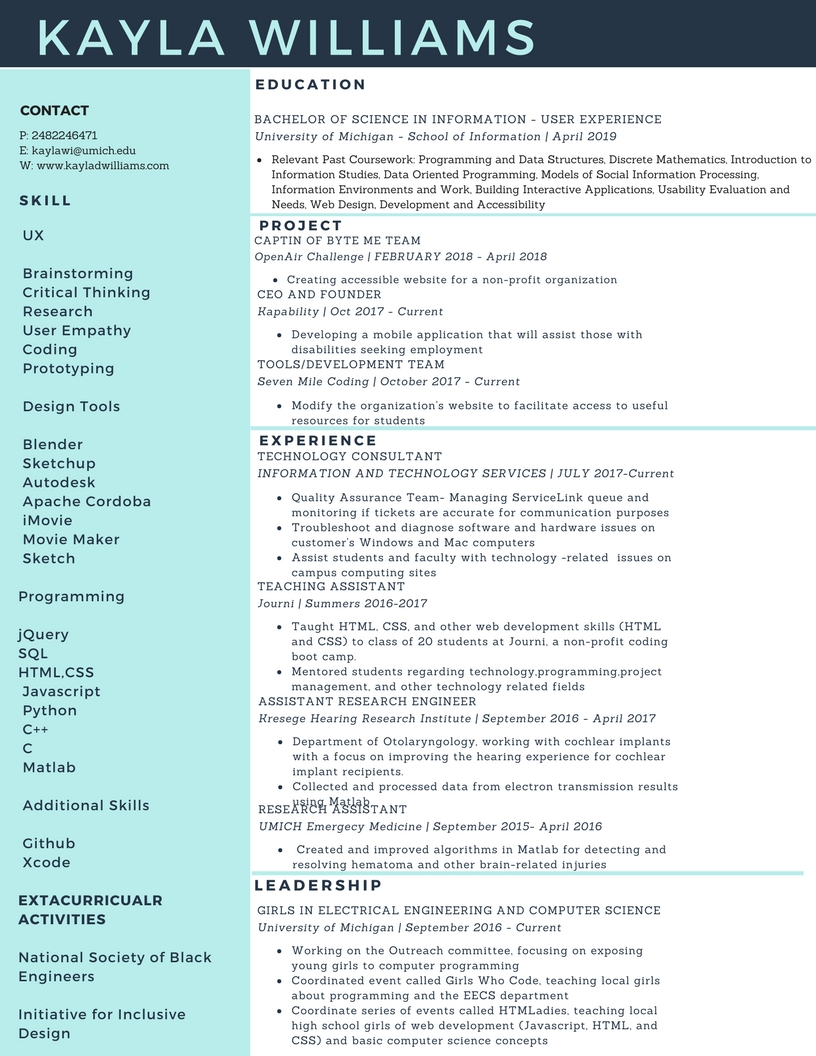 KAYLA WILLIAMS
CONTACT
P: 2482246471
E: kaylawi@umich.edu
W: www.kayladwilliams.com
SKILL
UX
Brainstorming
Critical Thinking
Research
User Empathy
Coding
Prototyping
Design Tools
Blender
Sketchup
Autodesk
Apache Cordoba
iMovie
Movie Maker
Sketch
Programming
jQuery
SQL
HTML,CSS
Javascript
Python
C++
C
Matlab
Additional Skills
Github
Xcode
EXTACURRICUALR
ACTIVITIES
National Society of Black
Engineers
Initiative for Inclusive
Design
EDUCATION
BACHELOR OF SCIENCE IN INFORMATION - USER EXPERIENCE
University of Michigan - School of Information | April 2019
• Relevant Past Coursework: Programming and Data Structures, Discrete Mathematics, Introduction to
Information Studies, Data Oriented Programming, Models of Social Information Processing,
Information Environments and Work, Building Interactive Applications, Usability Evaluation and
Needs, Web Design, Development and Accessibility
PROJECT
CAPTIN OF BYTE ME TEAM
OpenAir Challenge | FEBRUARY 2018 - April 2018
• Creating accessible website for a non-profit organization
CEO AND FOUNDER
Kapability | Oct 2017 - Current
• Developing a mobile application that will assist those with
disabilities seeking employment
TOOLS/DEVELOPMENT TEAM
Seven Mile Coding | October 2017 - Current
• Modify the organization's website to facilitate access to useful
resources for students
EXPERIENCE
TECHNOLOGY CONSULTANT
INFORMATION AND TECHNOLOGY SERVICES | JULY 2017-Current
• Quality Assurance Team- Managing ServiceLink queue and
monitoring if tickets are accurate for communication purposes
• Troubleshoot and diagnose software and hardware issues on
customer's Windows and Mac computers
• Assist students and faculty with technology -related issues on
campus computing sites
TEACHING ASSISTANT
Journi | Summers 2016-2017
• Taught HTML, CSS, and other web development skills (HTML
and CSS) to class of 20 students at Journi, a non-profit coding
boot camp.
• Mentored students regarding technology,programming,project
management, and other technology related fields
ASSISTANT RESEARCH ENGINEER
Kresege Hearing Research Institute | September 2016 - April 2017
• Department of Otolaryngology, working with cochlear implants
with a focus on improving the hearing experience for cochlear
implant recipients.
• Collected and processed data from electron transmission results
using Matlab
RESEARCH ASSISTANT
UMICH Emergecy Medicine | September 2015- April 2016
• Created and improved algorithms in Matlab for detecting and
resolving hematoma and other brain-related injuries
LEADERSHIP
GIRLS IN ELECTRICAL ENGINEERING AND COMPUTER SCIENCE
University of Michigan | September 2016 - Current
• Working on the Outreach committee, focusing on exposing
young girls to computer programming
• Coordinated event called Girls Who Code, teaching local girls
about programming and the EECS department
• Coordinate series of events called HTMLadies, teaching local
high school girls of web development (Javascript, HTML, and
CSS) and basic computer science concepts